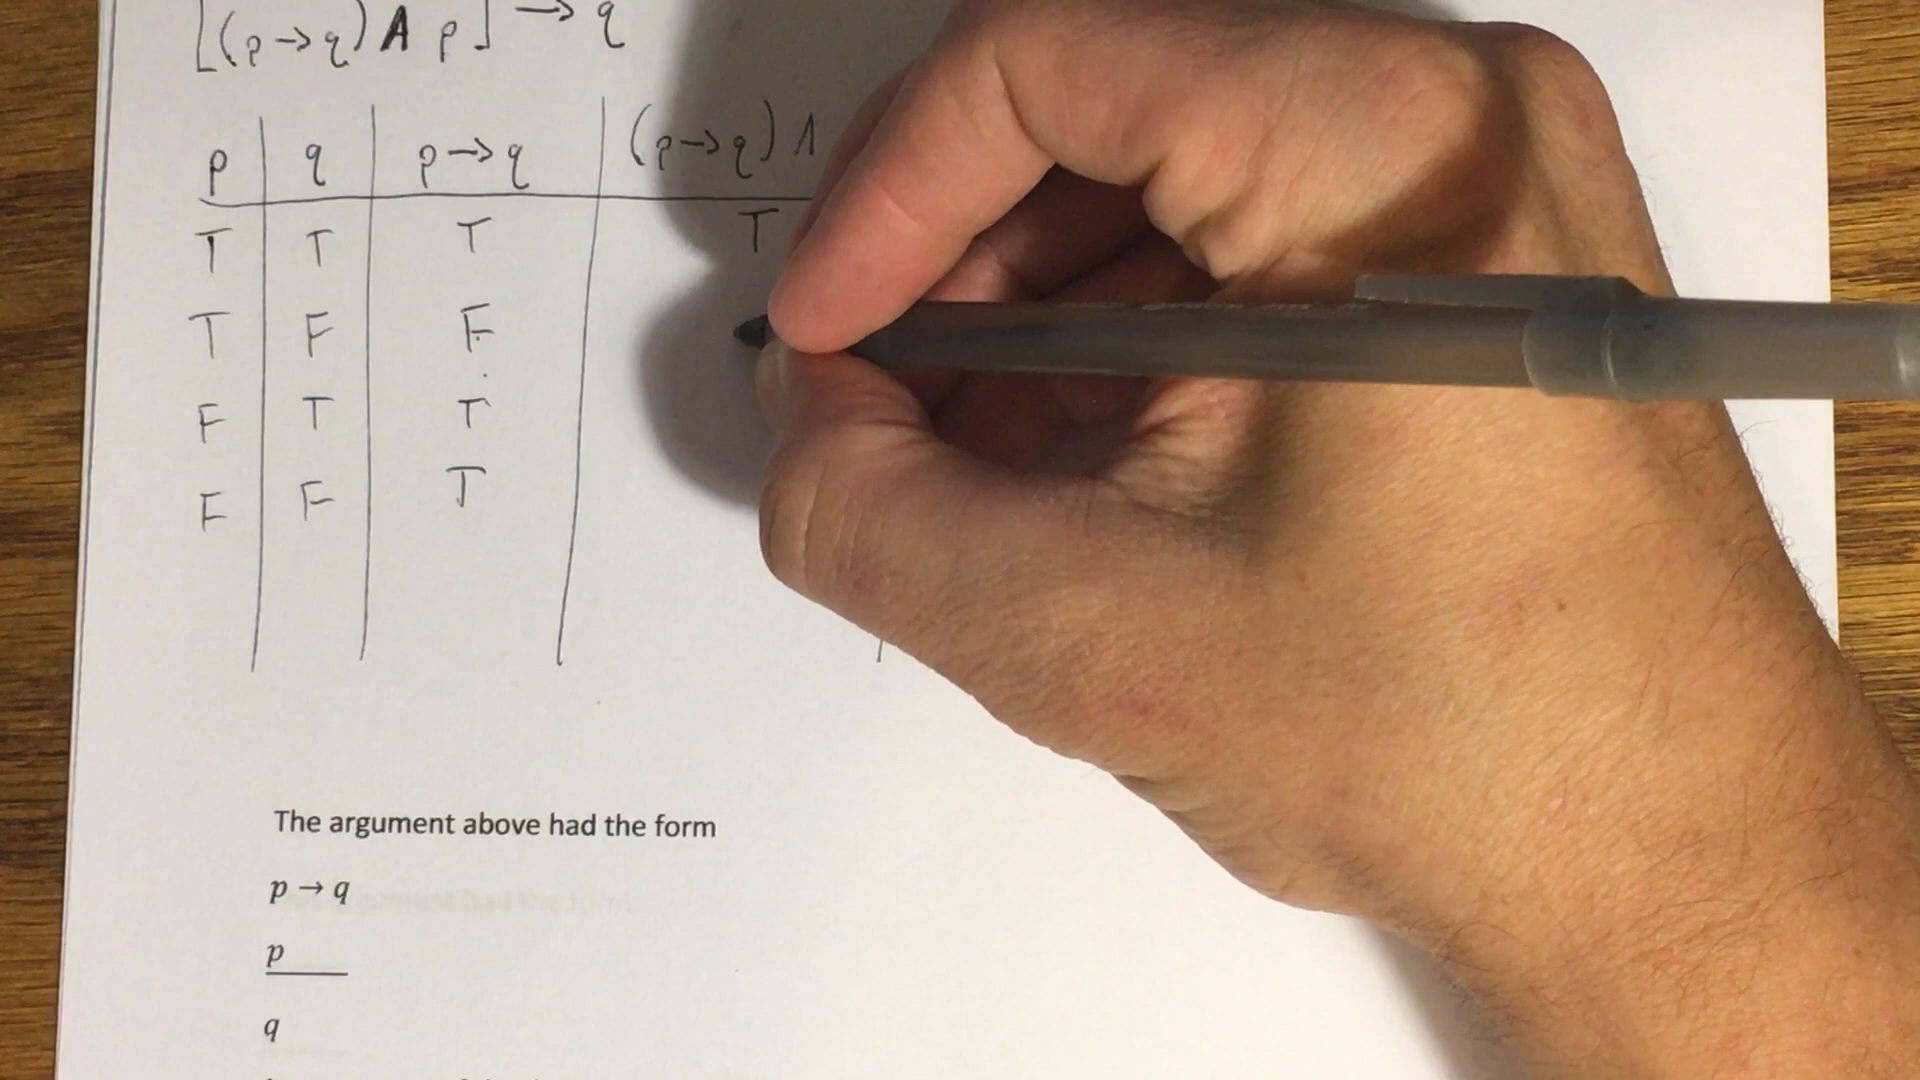 [(p→q) ∧ p] → q
p q p→q (p→q) ∧
T T T T
T F F
F T T
F F T
The argument above had the form
p → q
p
q